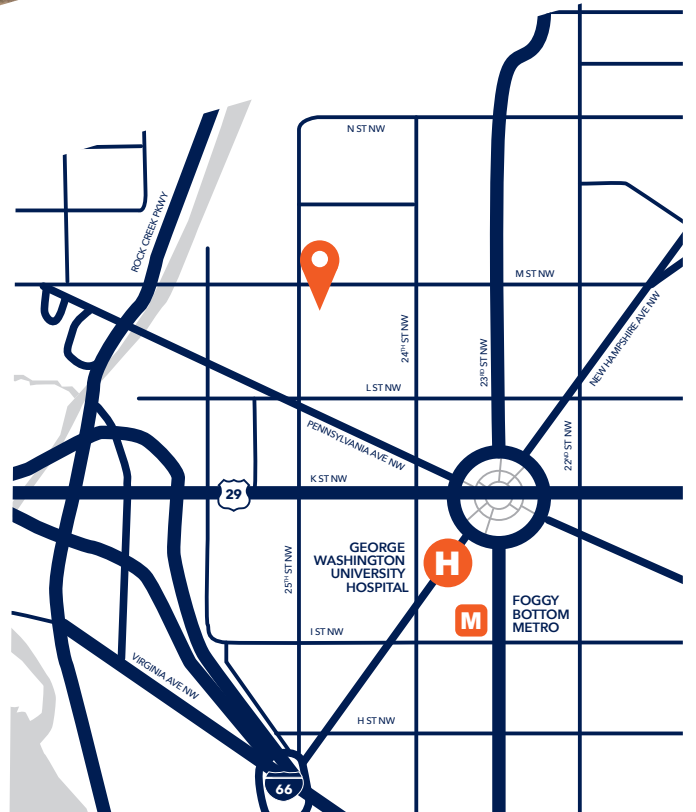 N ST NW
ROCK CREEK PKWY
M ST NW
24TH ST NW
23RD ST NW
NEW HAMPSHIRE AVE NW
L ST NW
PENNSYLVANIA AVE NW
22ND ST NW
K ST NW
29
GEORGE
WASHINGTON
UNIVERSITY
HOSPITAL
H
25TH ST NW
M
FOGGY
BOTTOM
METRO
I ST NW
VIRGINIA AVE NW
H ST NW
66